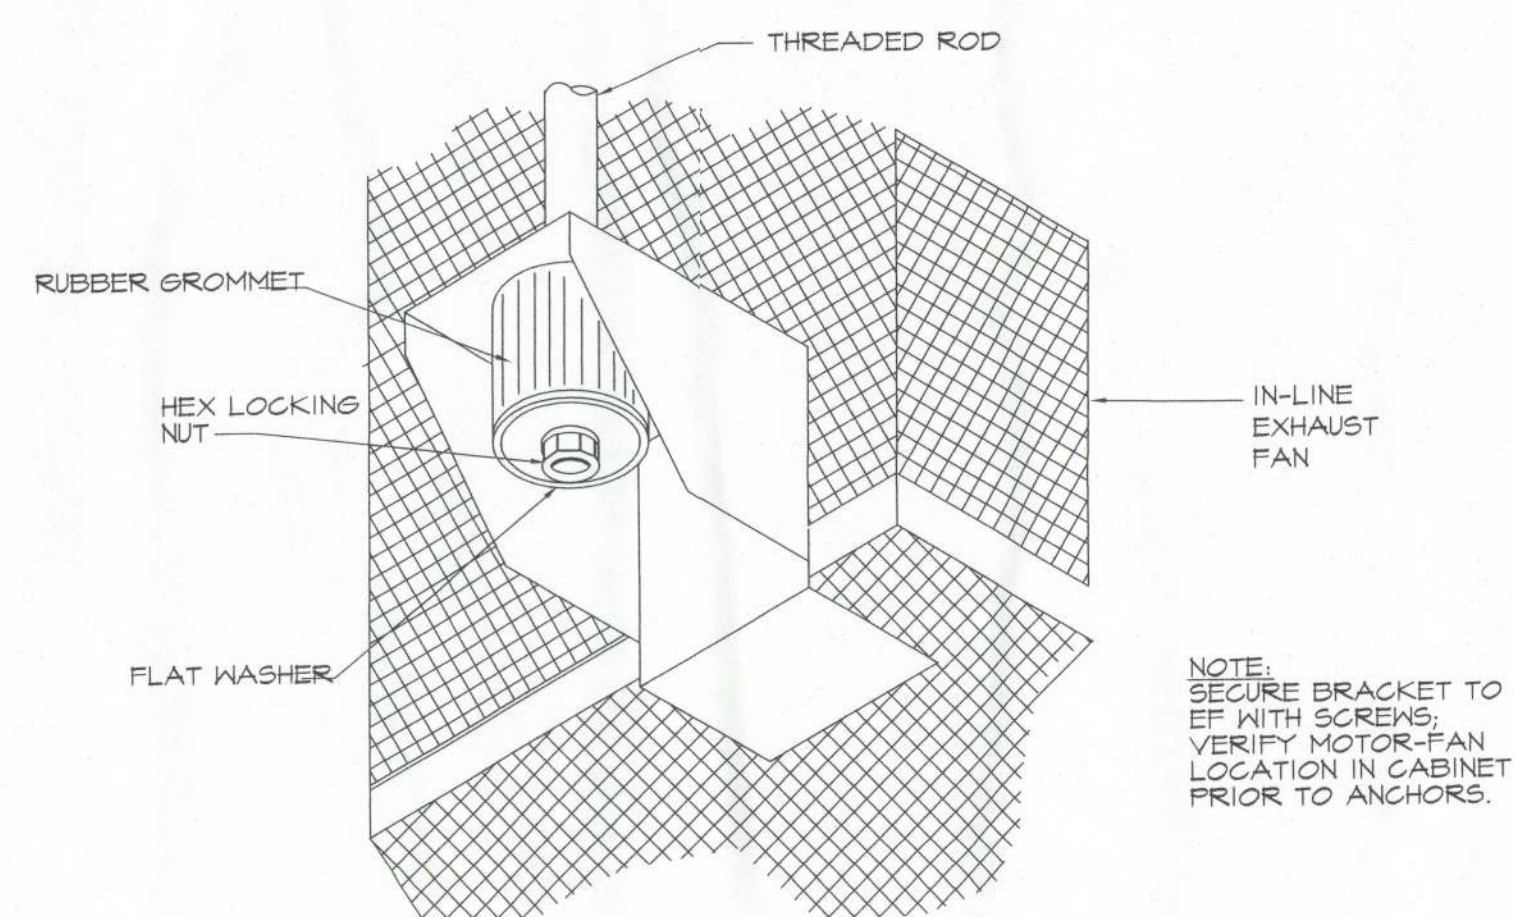 THREADED ROD
RUBBER GROMMET
HEX LOCKING
NUT
IN-LINE
EXHAUST
FAN
FLAT WASHER
NOTE:
SECURE BRACKET TO
EF WITH SCREWS;
VERIFY MOTOR-FAN
LOCATION IN CABINET
PRIOR TO ANCHORS.